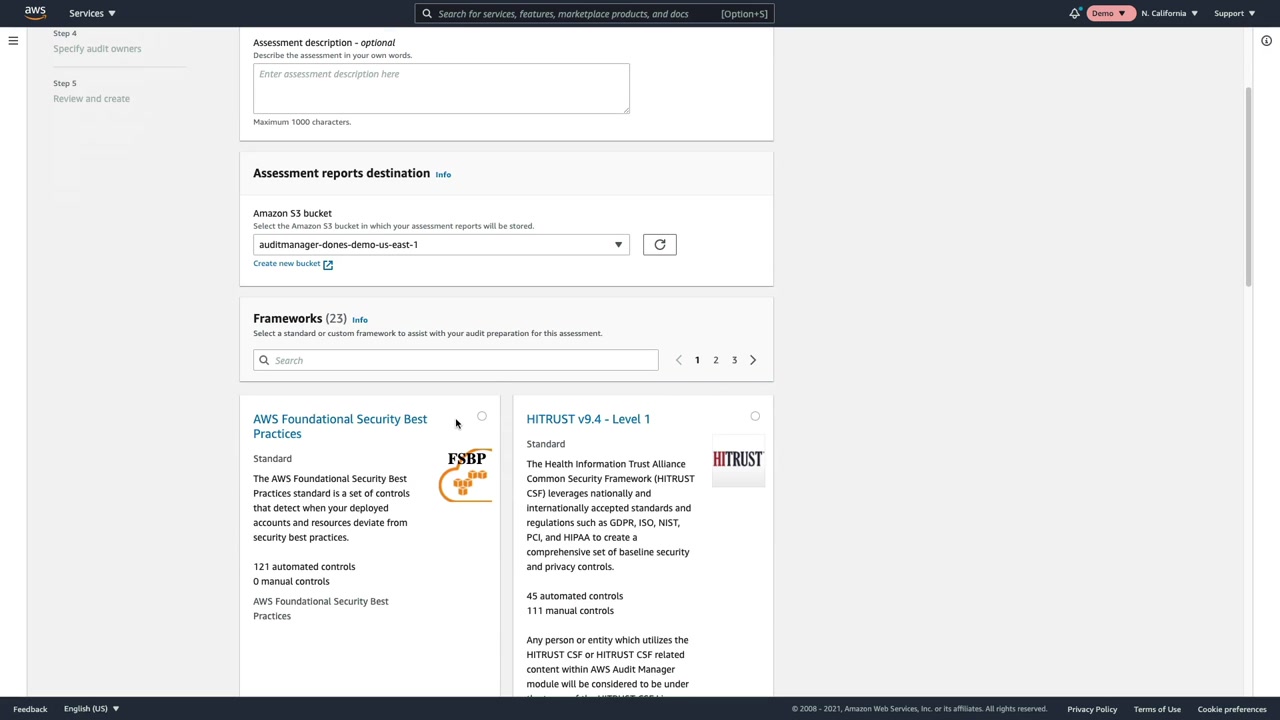 aws
Services
Search for services, features, marketplace products, and docs
[Option+S]
Demo
N. California
Support
Step 4
Specify audit owners
Step 5
Review and create
Assessment description - optional
Describe the assessment in your own words.
Enter assessment description here
Maximum 1000 characters.
Assessment reports destination Info
Amazon S3 bucket
Select the Amazon S3 bucket in which your assessment reports will be stored.
auditmanager-dones-demo-us-east-1
Create new bucket
Frameworks (23) Info
Select a standard or custom framework to assist with your audit preparation for this assessment.
Search
1 2 3
AWS Foundational Security Best
Practices
Standard
FSBP
The AWS Foundational Security Best
Practices standard is a set of controls
that detect when your deployed
accounts and resources deviate from
security best practices.
121 automated controls
0 manual controls
AWS Foundational Security Best
Practices
HITRUST v9.4 - Level 1
Standard
HITRUST
The Health Information Trust Alliance
Common Security Framework (HITRUST
CSF) leverages nationally and
internationally accepted standards and
regulations such as GDPR, ISO, NIST,
PCI, and HIPAA to create a
comprehensive set of baseline security
and privacy controls.
45 automated controls
111 manual controls
Any person or entity which utilizes the
HITRUST CSF or HITRUST CSF related
content within AWS Audit Manager
module will be considered to be under
Feedback
English (US)
© 2008 - 2021, Amazon Web Services, Inc. or its affiliates. All rights reserved.
Privacy Policy
Terms of Use
Cookie preferences